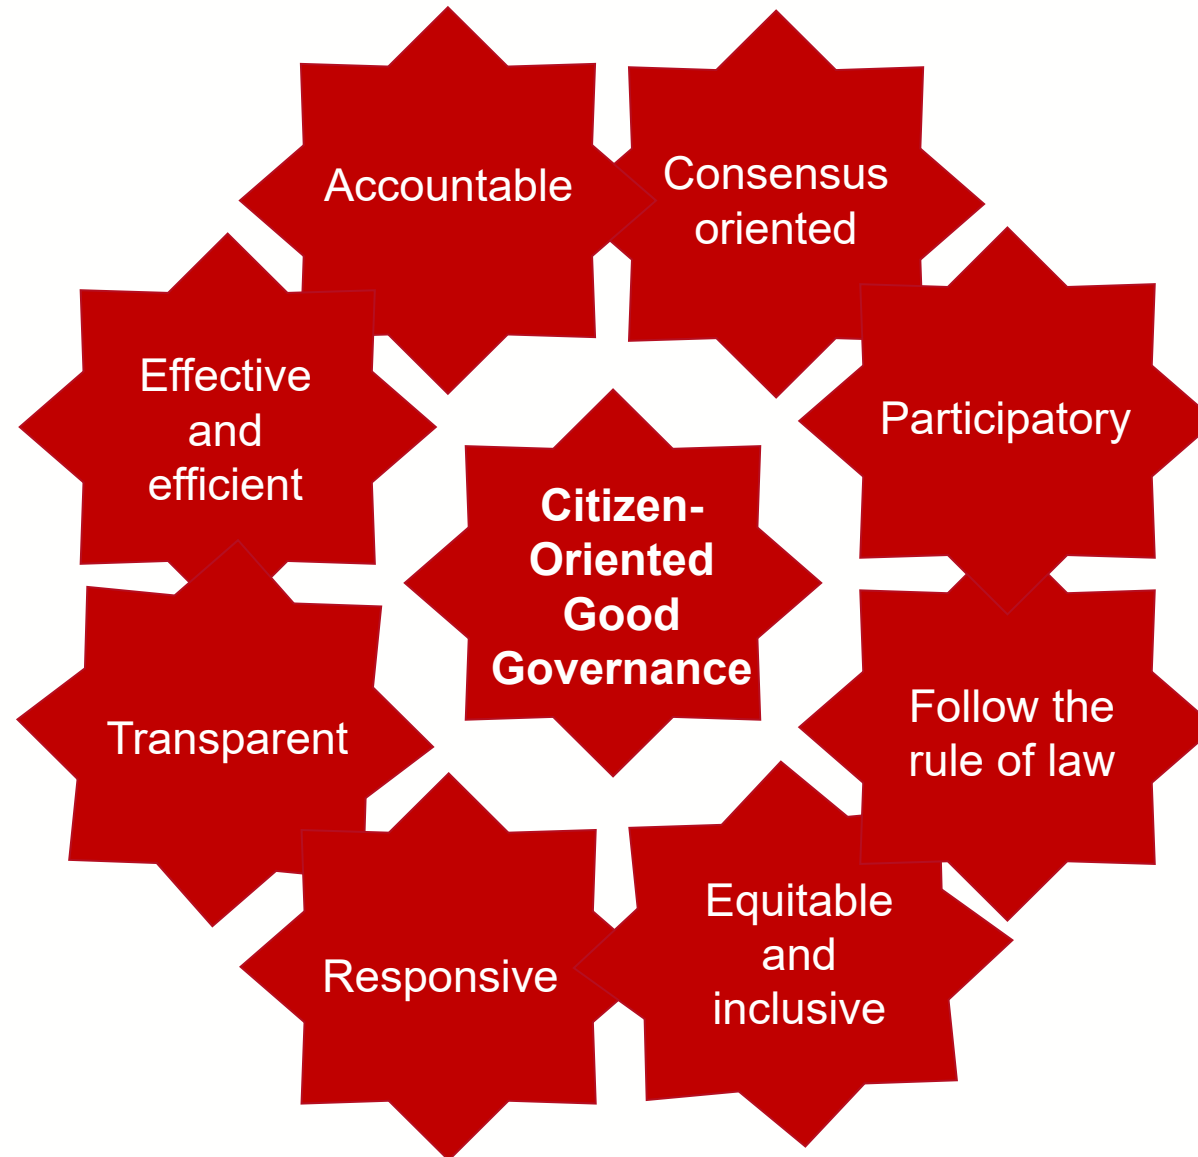 Accountable
Consensus
oriented
Effective
and
efficient
Participatory
Citizen-
Oriented
Good
Governance
Transparent
Follow the
rule of law
Responsive
Equitable
and
inclusive